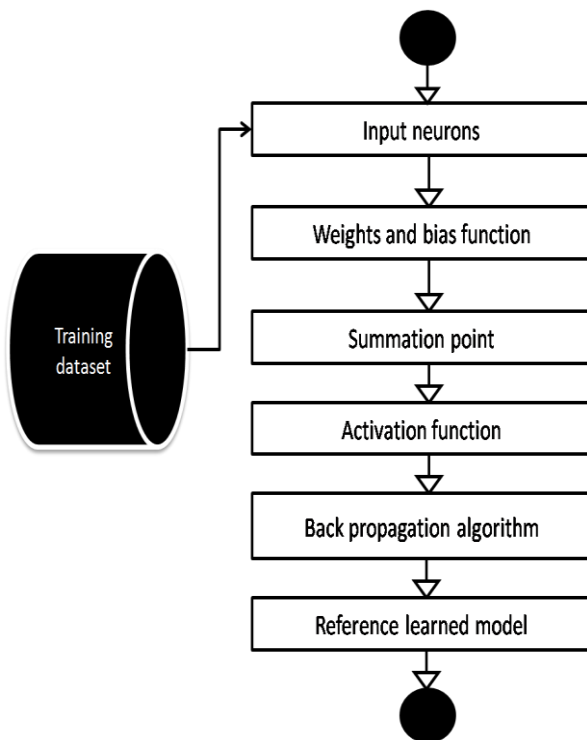 Input neurons
Weights and bias function
Training
dataset
Summation point
Activation function
Back propagation algorithm
Reference learned model